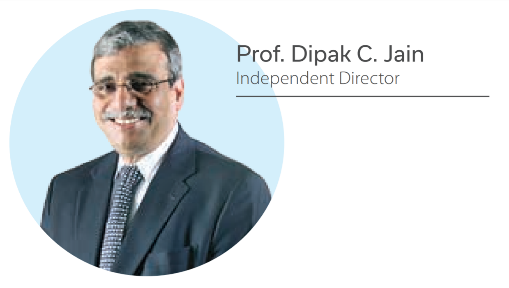 Prof. Dipak C. Jain
Independent Director